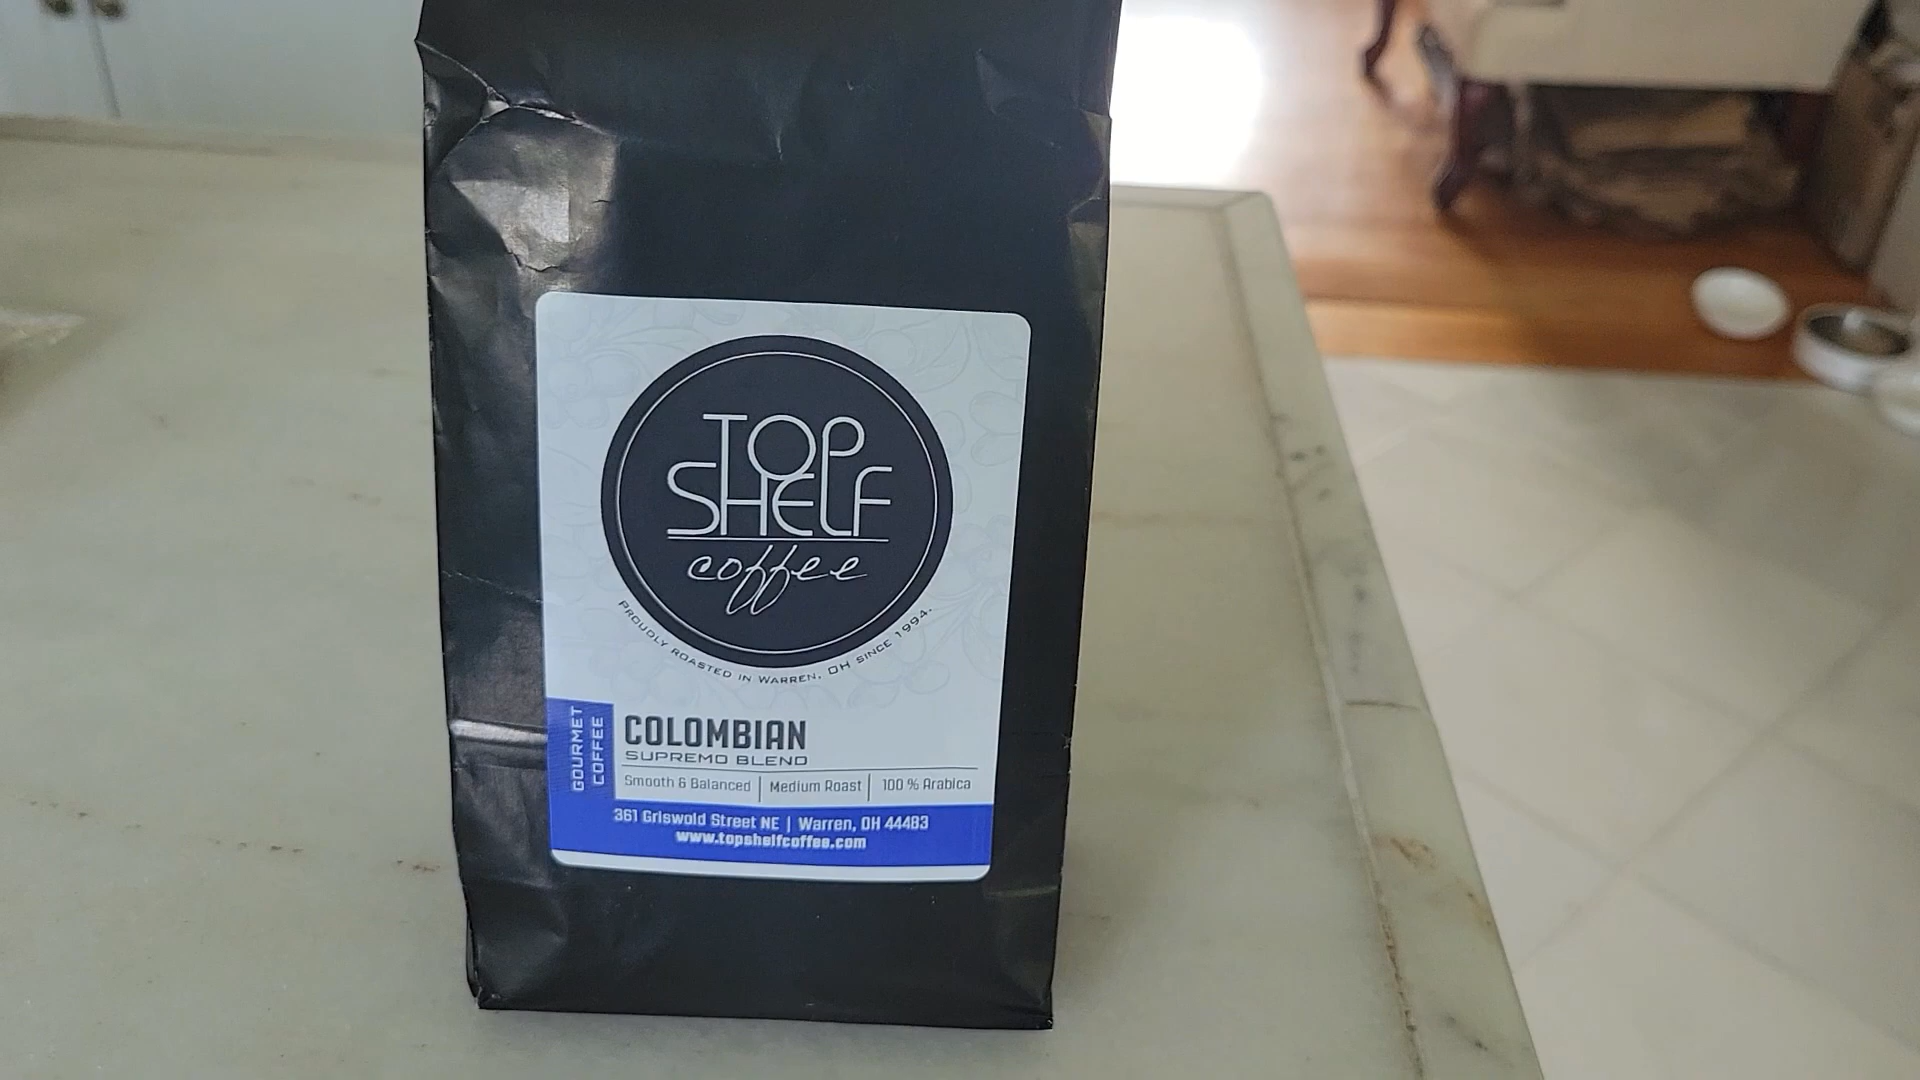 TOP
SHELF
coffee
PROUDLY ROASTED IN WARREN, OH SINCE 1994.
GOURMET
COFFEE
COLOMBIAN
SUPREMO BLEND
Smooth & Balanced | Medium Roast | 100 % Arabica
361 Griswold Street NE | Warren, OH 44483
www.topshelfcoffee.com